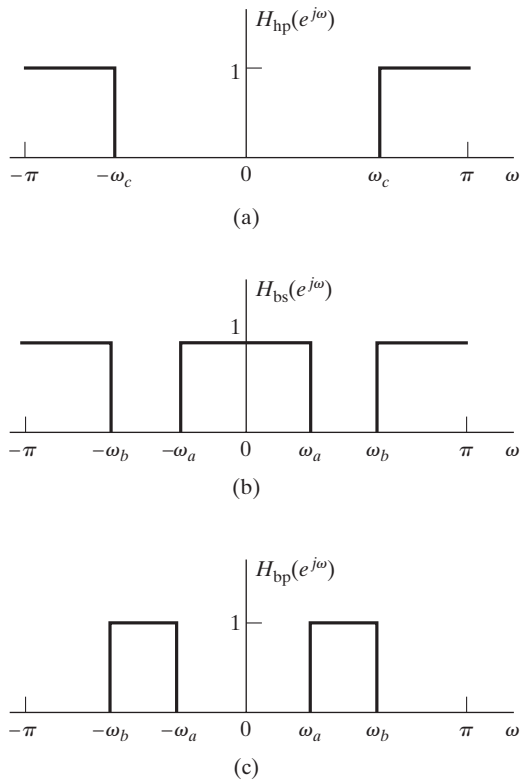 H_hp(e^{jω})
1
−π −ω_c 0 ω_c π ω
(a)
H_bs(e^{jω})
1
−π −ω_b −ω_a 0 ω_a ω_b π ω
(b)
H_bp(e^{jω})
1
−π −ω_b −ω_a 0 ω_a ω_b π ω
(c)